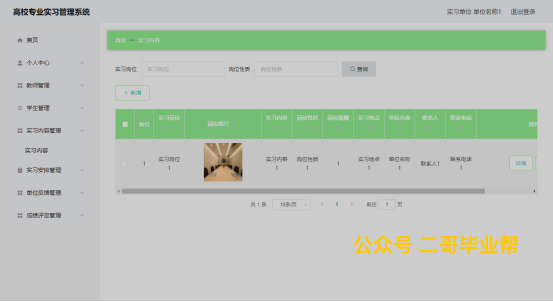 高校专业实习管理系统
实习单位 单位名称1 退出登录
首页
个人中心
教师管理
学生管理
实习内容管理
实习内容
实习安排管理
单位反馈管理
成绩评定管理
首页 实习内容
实习岗位 实习岗位 岗位性质 岗位性质 查询
+ 新增
索引 实习岗位 岗位图片 实习内容 岗位性质 实习地点 单位名称 联系人 联系电话
1 实习岗位1 实习内容1 岗位性质1 1 实习地点1 单位名称1 联系人1 联系电话1 详情
共 1 条 10条/页 1 前往 1 页
公众号 二哥毕业帮